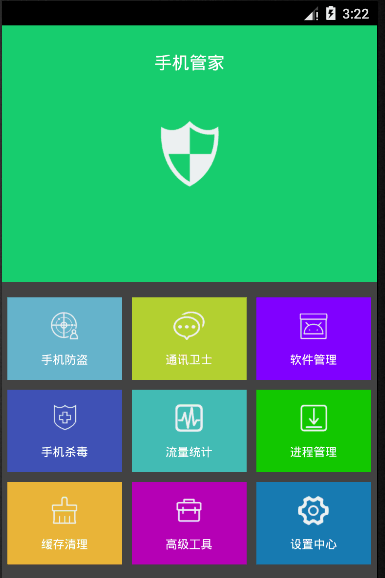 3:22
手机管家
手机防盗
通讯卫士
软件管理
手机杀毒
流量统计
进程管理
缓存清理
高级工具
设置中心